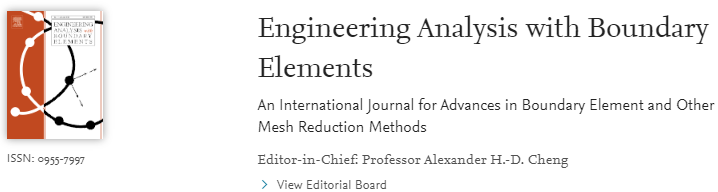 ENGINEERING
ANALYSIS with
BOUNDARY
ELEMENTS
ISSN: 0955-7997
Engineering Analysis with Boundary
Elements
An International Journal for Advances in Boundary Element and Other
Mesh Reduction Methods
Editor-in-Chief: Professor Alexander H.-D. Cheng
View Editorial Board